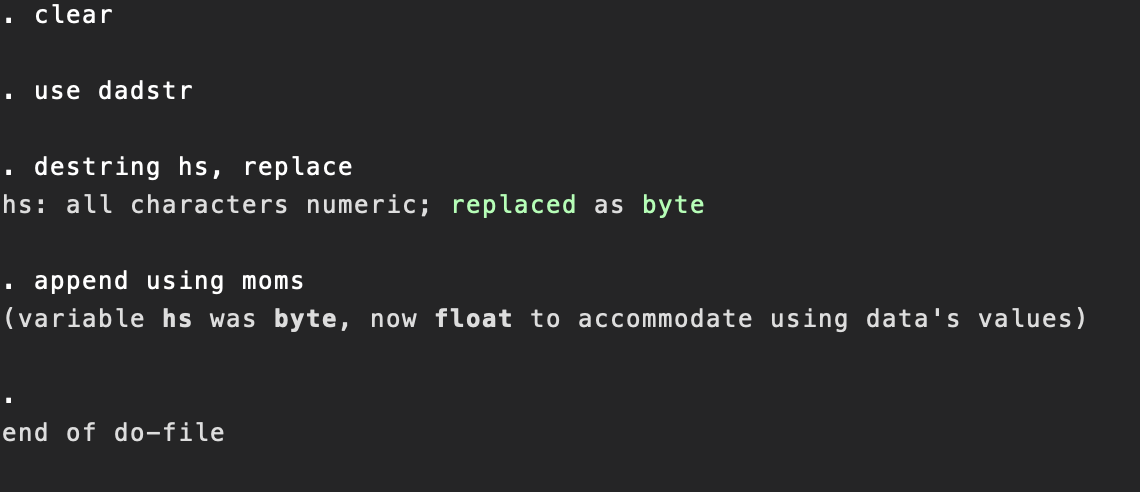 . clear
. use dadstr
. destring hs, replace
hs: all characters numeric; replaced as byte
. append using moms
(variable hs was byte, now float to accommodate using data's values)
.
end of do-file